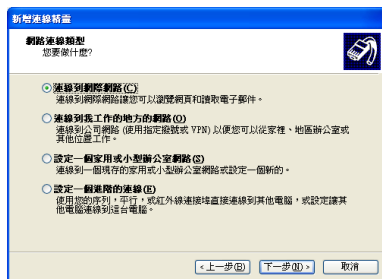 新增連線精靈
網路連線類型
您要做什麼?
連線到網際網路(C)
連線到網際網路讓您可以瀏覽網頁和讀取電子郵件。
連線到我工作的地方的網路(O)
連線到公司網路 (使用指定撥號或 VPN) 以便您可以從家裡、地區辦公室或
其他位置工作。
設定一個家用或小型辦公室網路(S)
連線到一個現存的家用或小型辦公室網路或設定一個新的。
設定一個進階的連線(E)
使用您的序列，平行，或紅外線連接埠直接連線到其他電腦，或設定讓其
他電腦連線到這台電腦。
<上一步(B) 下一步(N)> 取消